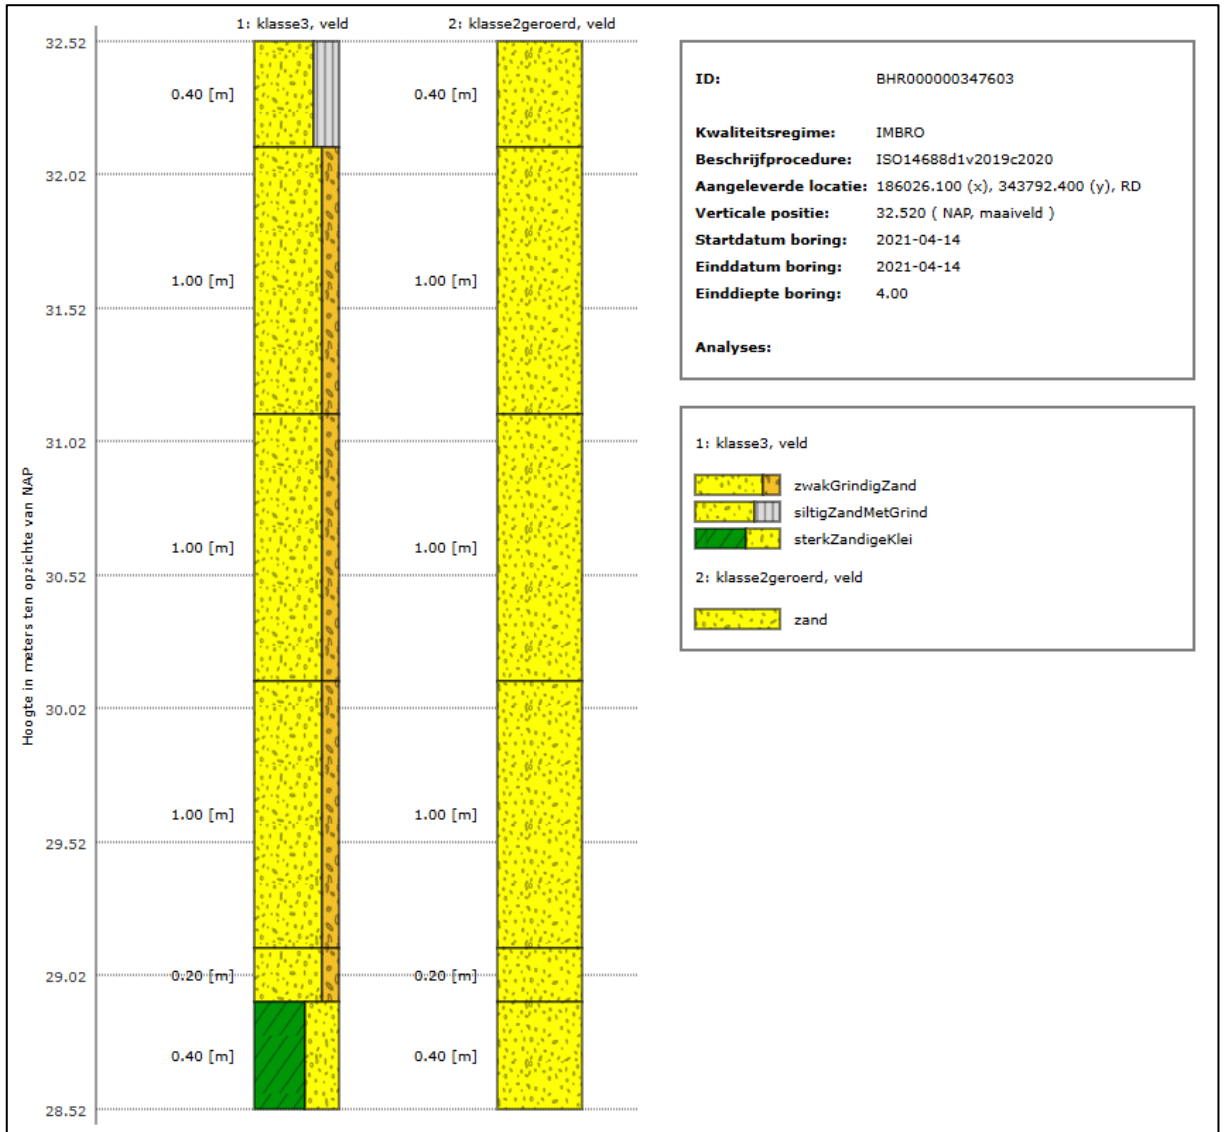 1: klasse3, veld
2: klasse2geroerd, veld
32.52
0.40 [m]
0.40 [m]
32.02
1.00 [m]
1.00 [m]
31.52
31.02
1.00 [m]
1.00 [m]
30.52
30.02
1.00 [m]
1.00 [m]
29.52
0.20 [m]
0.20 [m]
29.02
0.40 [m]
0.40 [m]
28.52
Hoogte in meters ten opzichte van NAP
ID: BHR000000347603
Kwaliteitsregime: IMBRO
Beschrijfprocedure: ISO14688d1v2019c2020
Aangeleverde locatie: 186026.100 (x), 343792.400 (y), RD
Verticale positie: 32.520 ( NAP, maaiveld )
Startdatum boring: 2021-04-14
Einddatum boring: 2021-04-14
Einddiepte boring: 4.00
Analyses:
1: klasse3, veld
zwakGrindigZand
siltigZandMetGrind
sterkZandigeKlei
2: klasse2geroerd, veld
zand